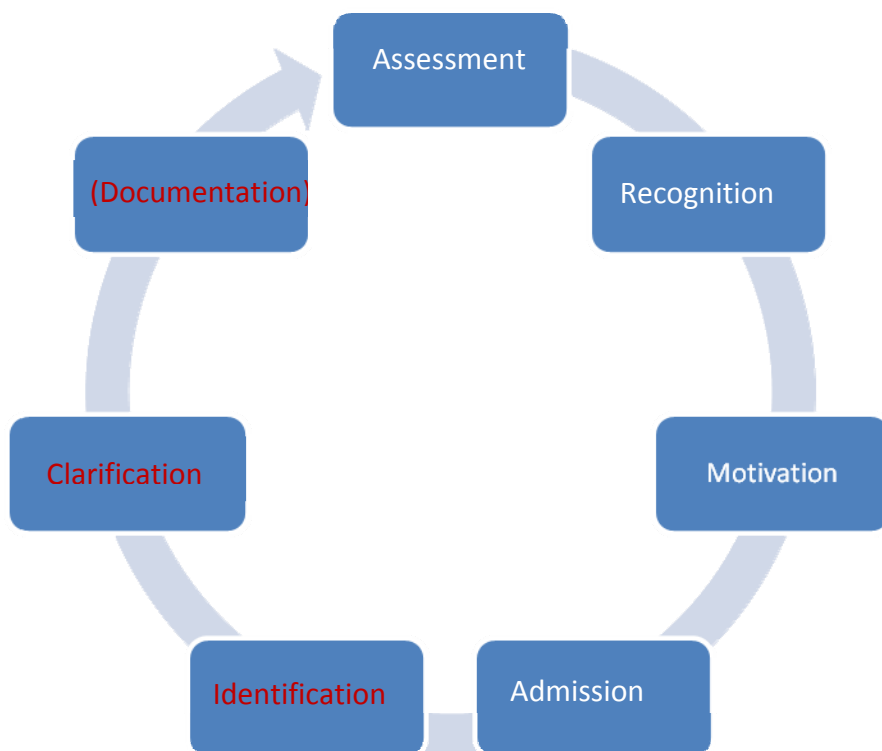 Assessment
Recognition
Motivation
Admission
Identification
Clarification
(Documentation)